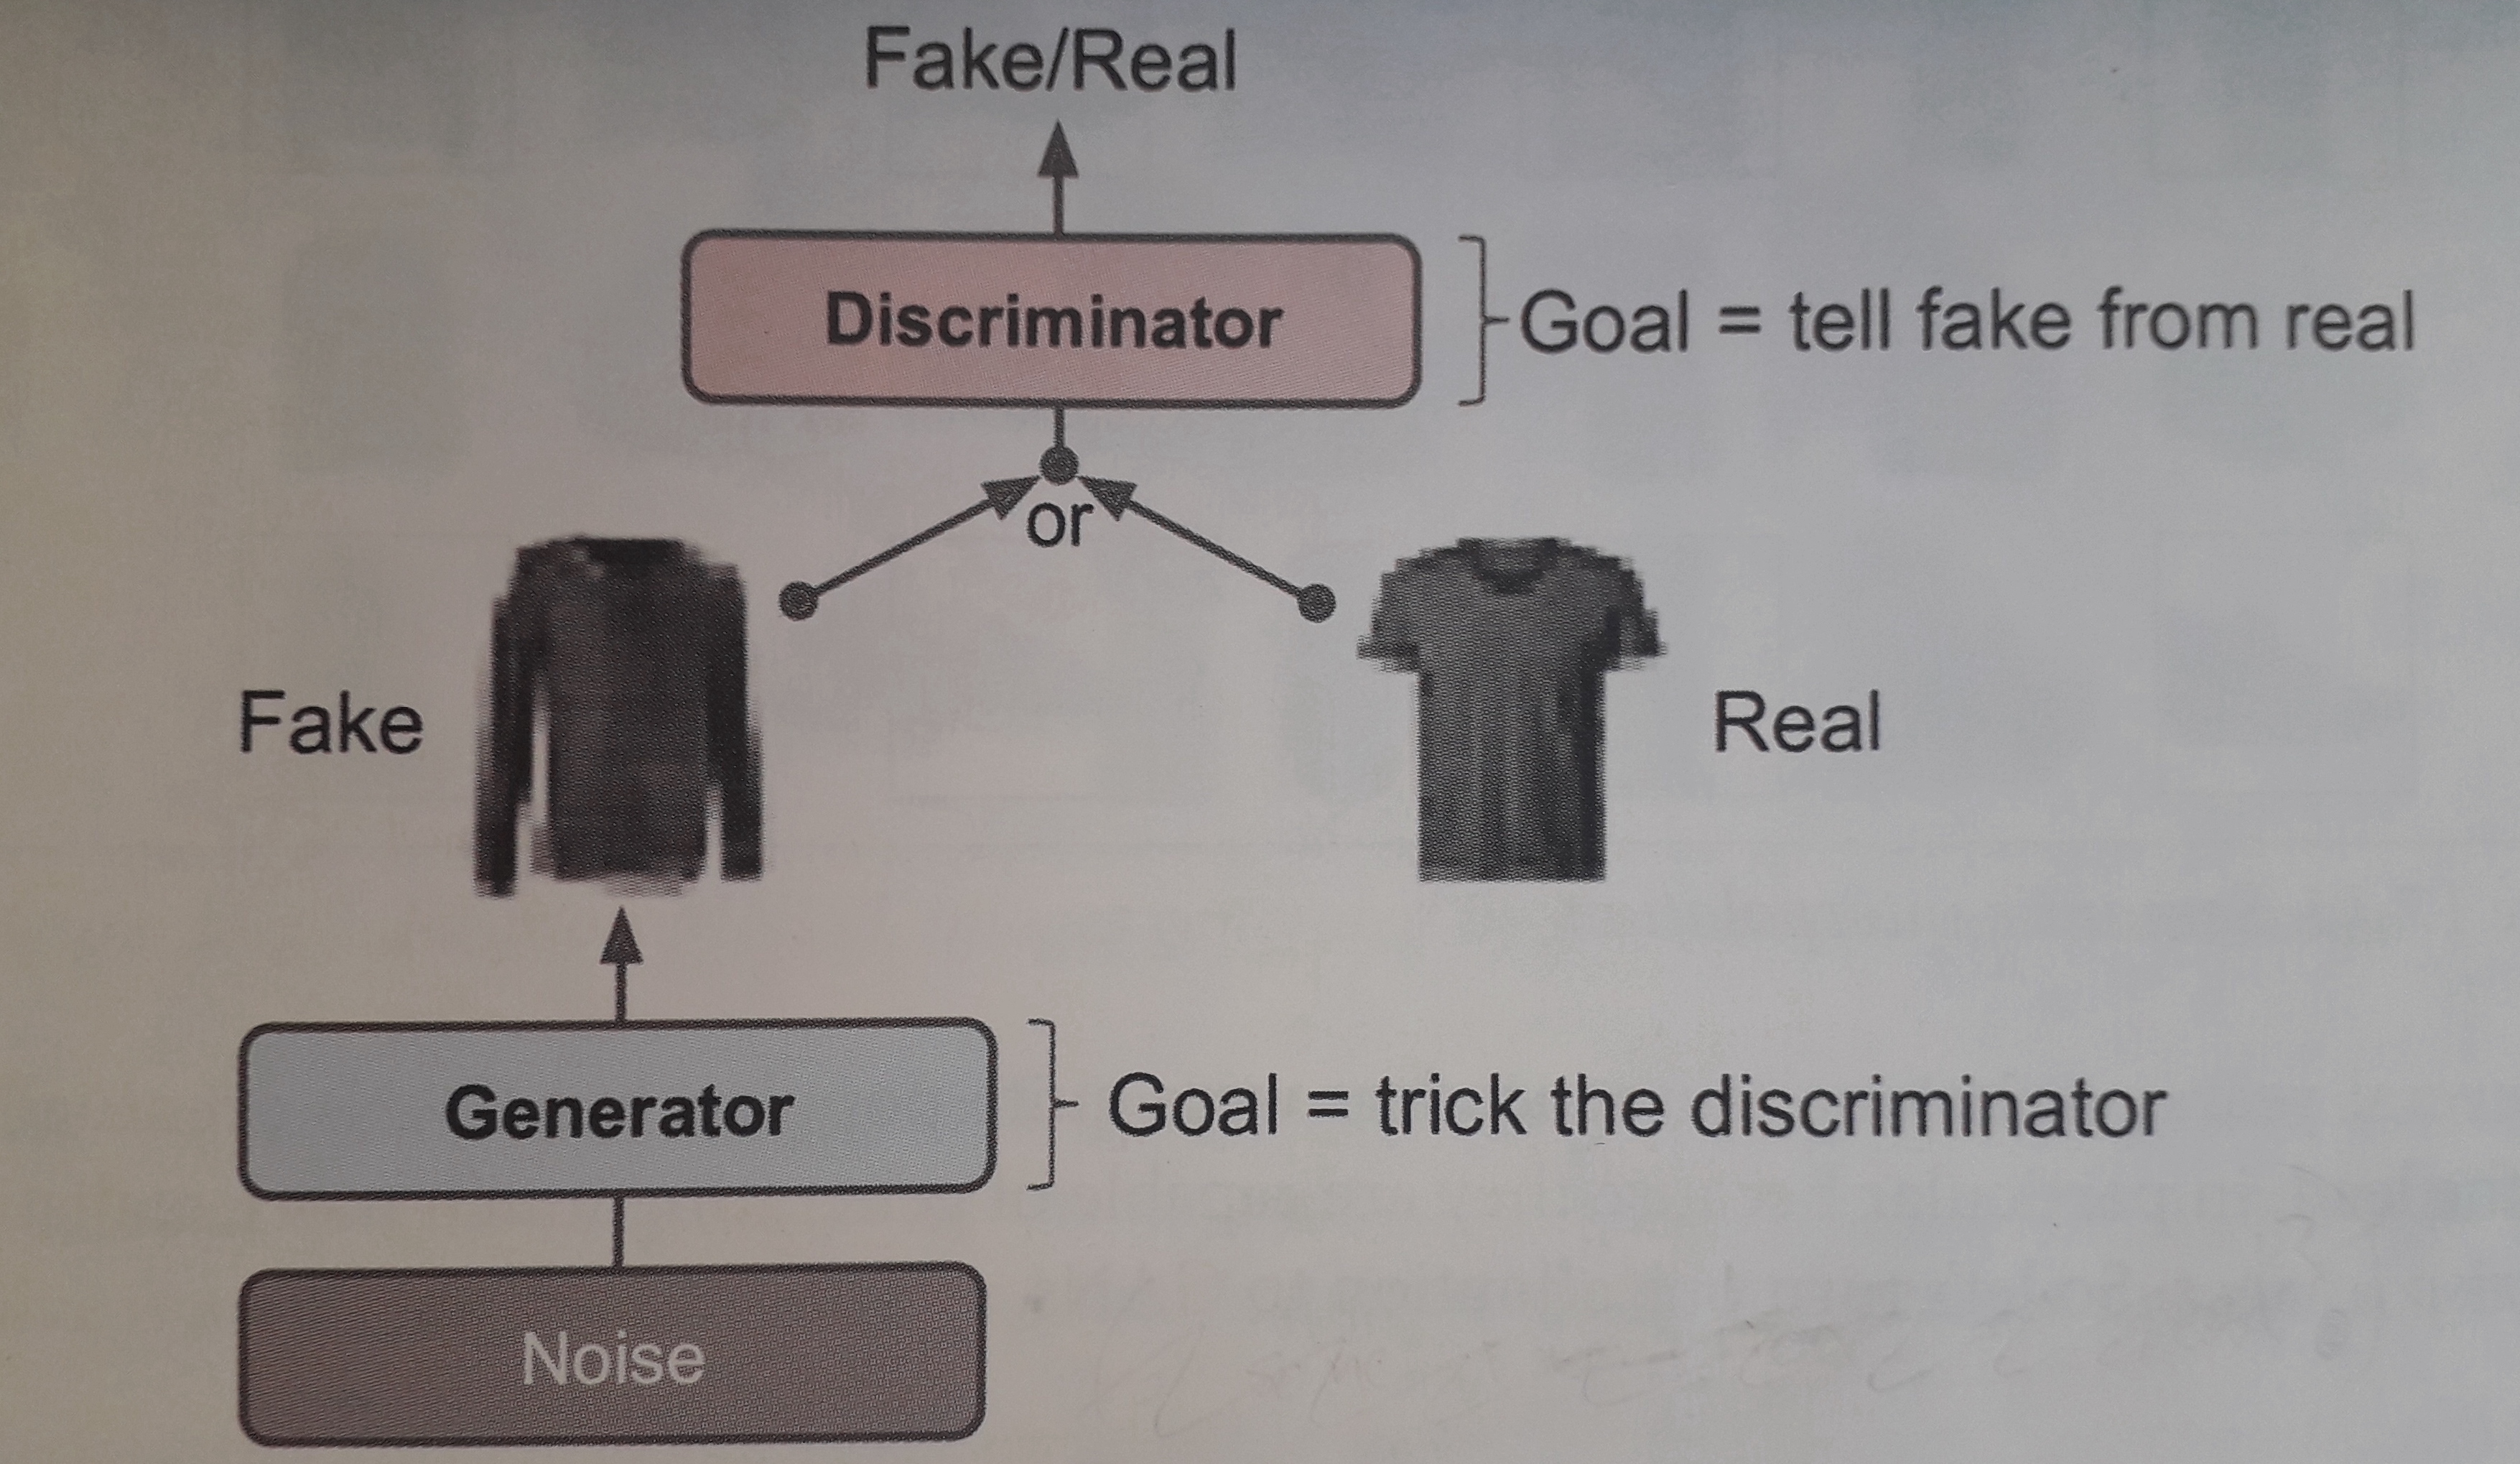 Fake/Real
Discriminator
Goal = tell fake from real
or
Fake
Real
Generator
Goal = trick the discriminator
Noise